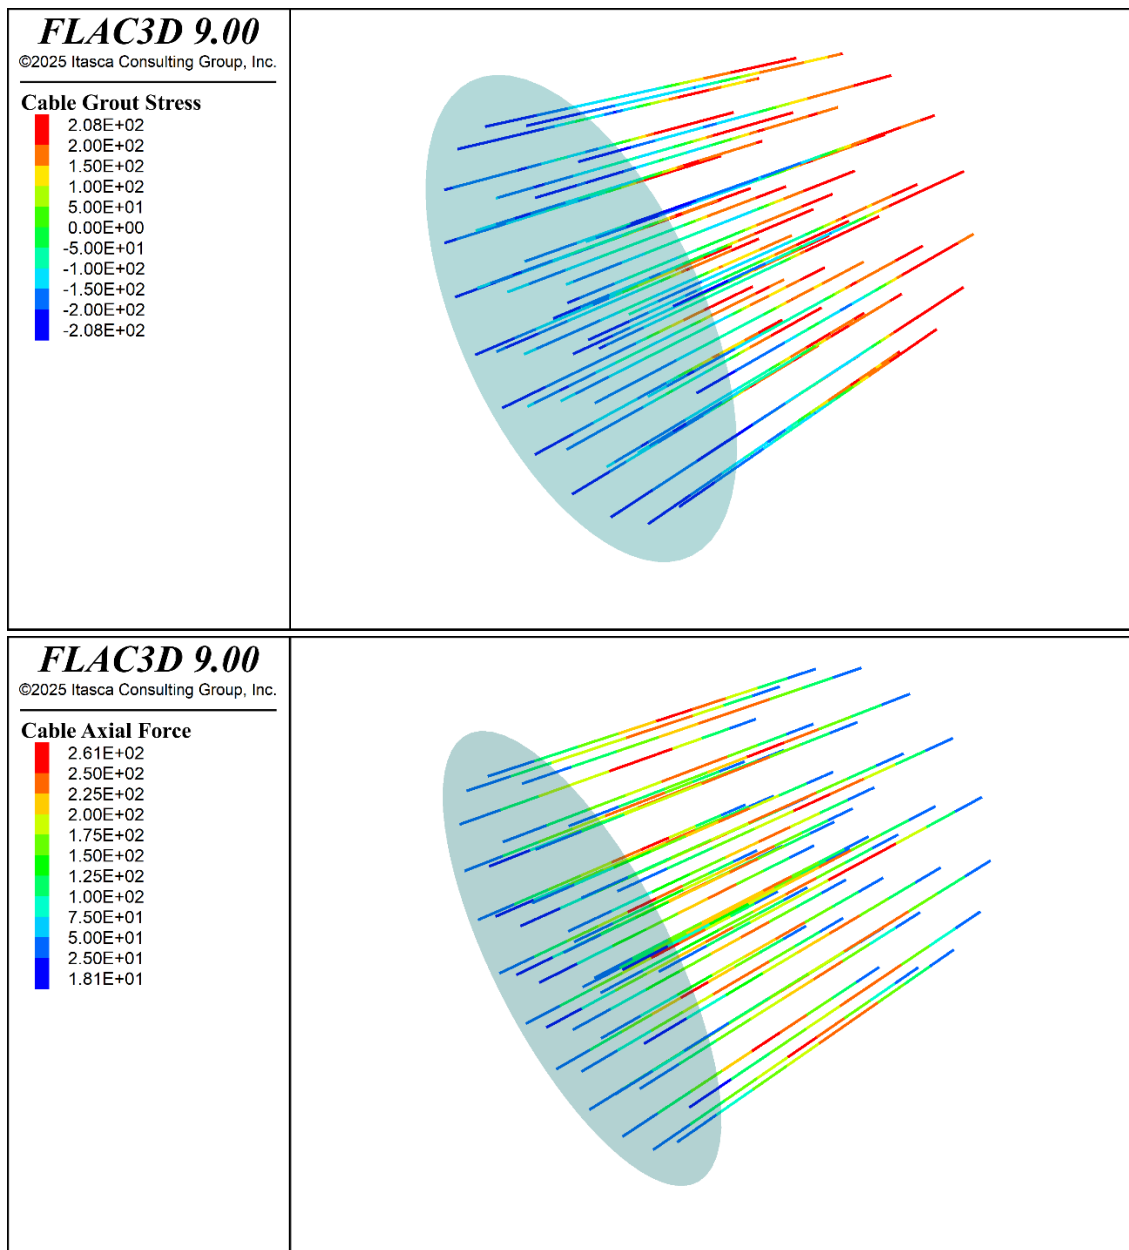 FLAC3D 9.00
©2025 Itasca Consulting Group, Inc.
Cable Grout Stress
2.08E+02
2.00E+02
1.50E+02
1.00E+02
5.00E+01
0.00E+00
-5.00E+01
-1.00E+02
-1.50E+02
-2.00E+02
-2.08E+02
FLAC3D 9.00
©2025 Itasca Consulting Group, Inc.
Cable Axial Force
2.61E+02
2.50E+02
2.25E+02
2.00E+02
1.75E+02
1.50E+02
1.25E+02
1.00E+02
7.50E+01
5.00E+01
2.50E+01
1.81E+01